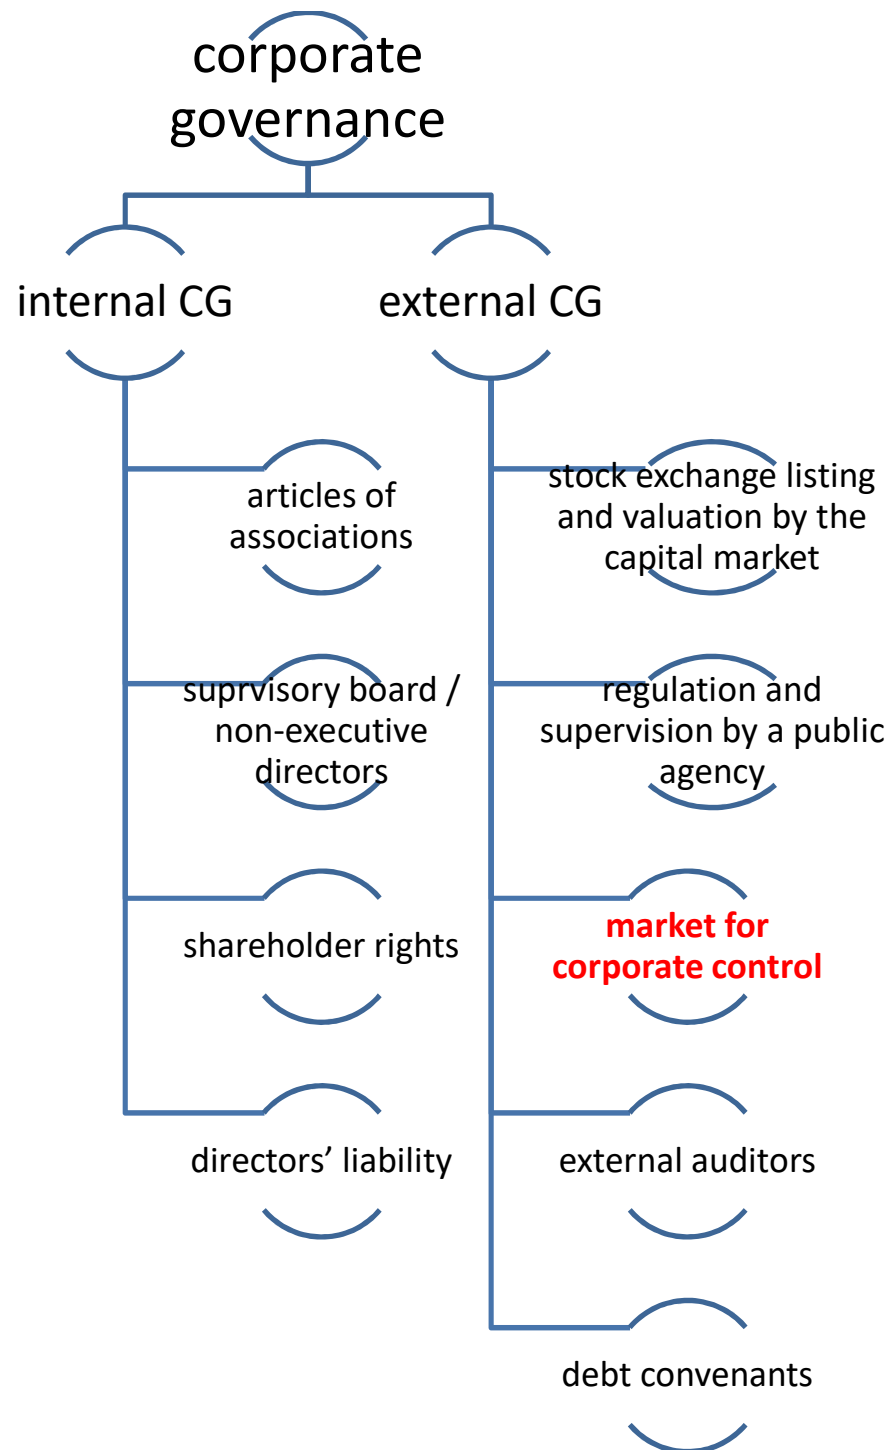 corporate
governance
internal CG
external CG
articles of
associations
suprvisory board /
non-executive
directors
shareholder rights
directors’ liability
stock exchange listing
and valuation by the
capital market
regulation and
supervision by a public
agency
market for
corporate control
external auditors
debt convenants